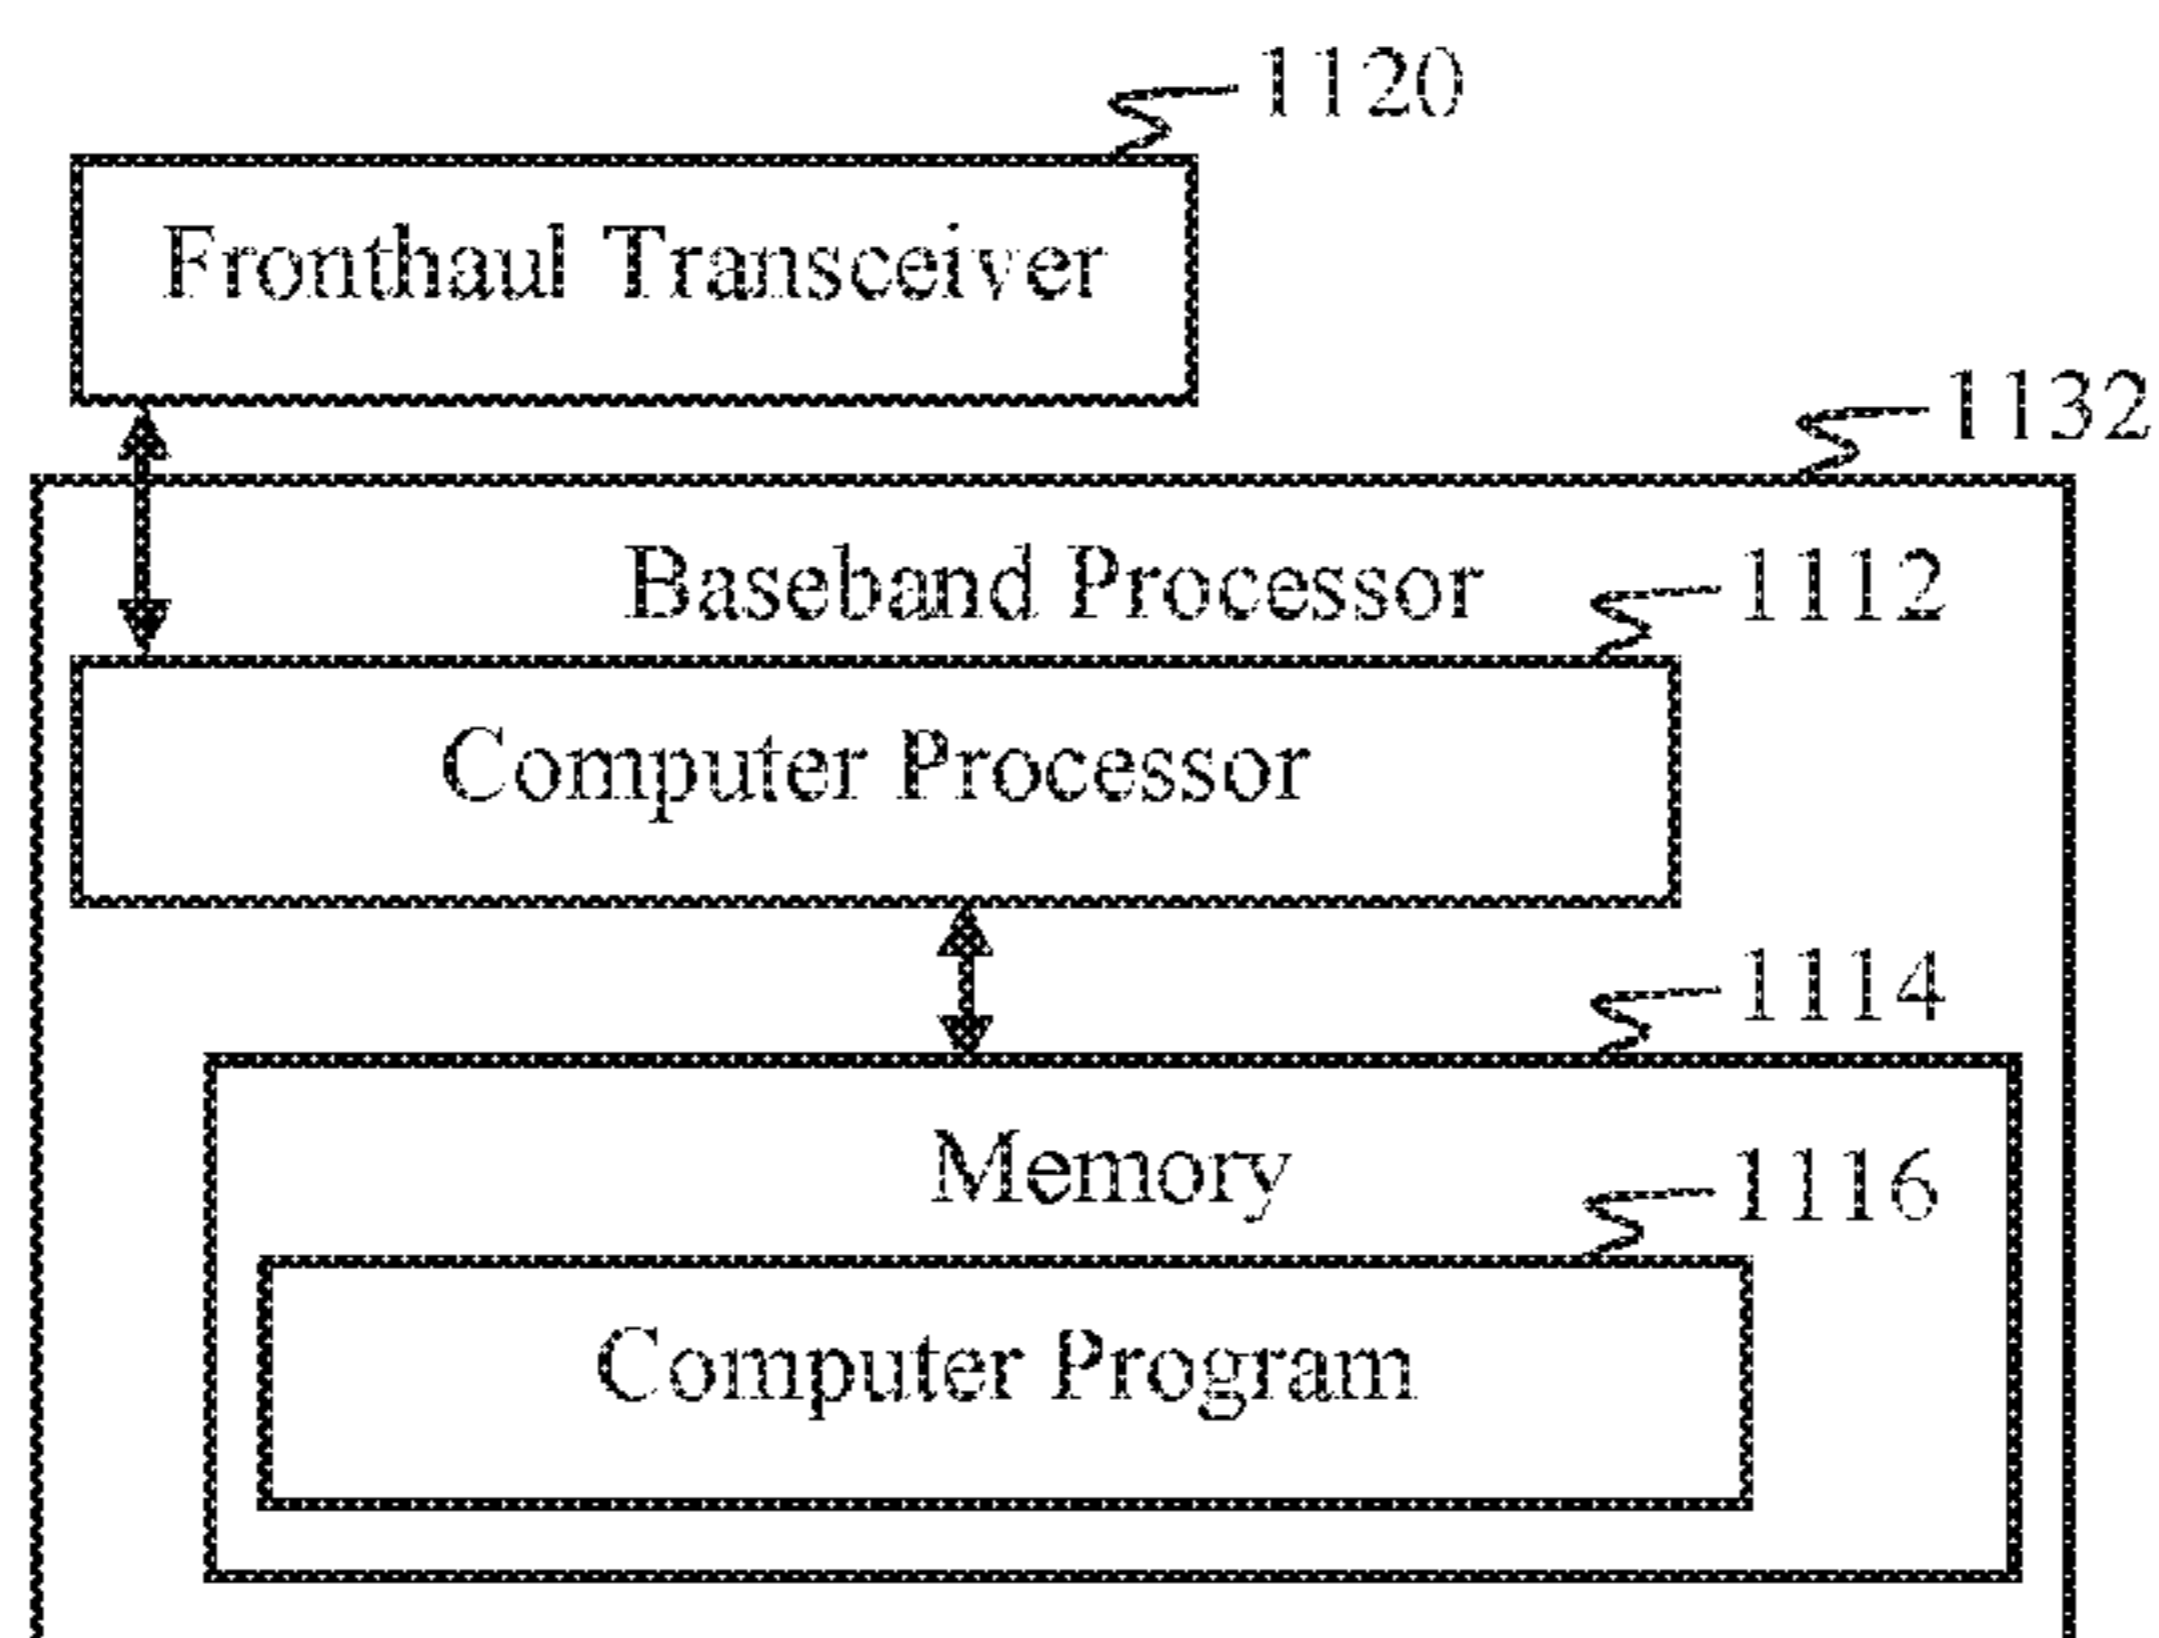 1120
Fronthaul Transceiver
1132
Baseband Processor
1112
Computer Processor
1114
Memory
1116
Computer Program